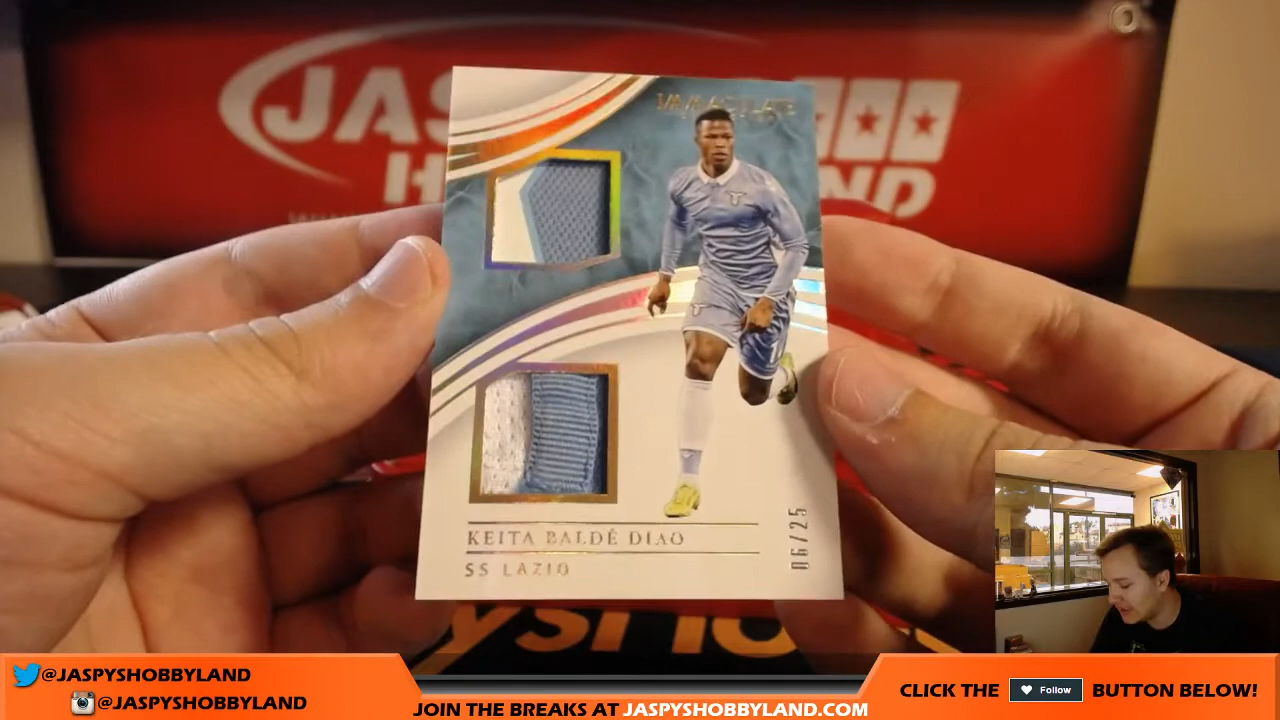 IMMACULATE
KEITA BALDÉ DIAO
SS LAZIO
06/25
@JASPYSHOBBYLAND
@JASPYSHOBBYLAND
JOIN THE BREAKS AT JASPYSHOBBYLAND.COM
CLICK THE Follow BUTTON BELOW!